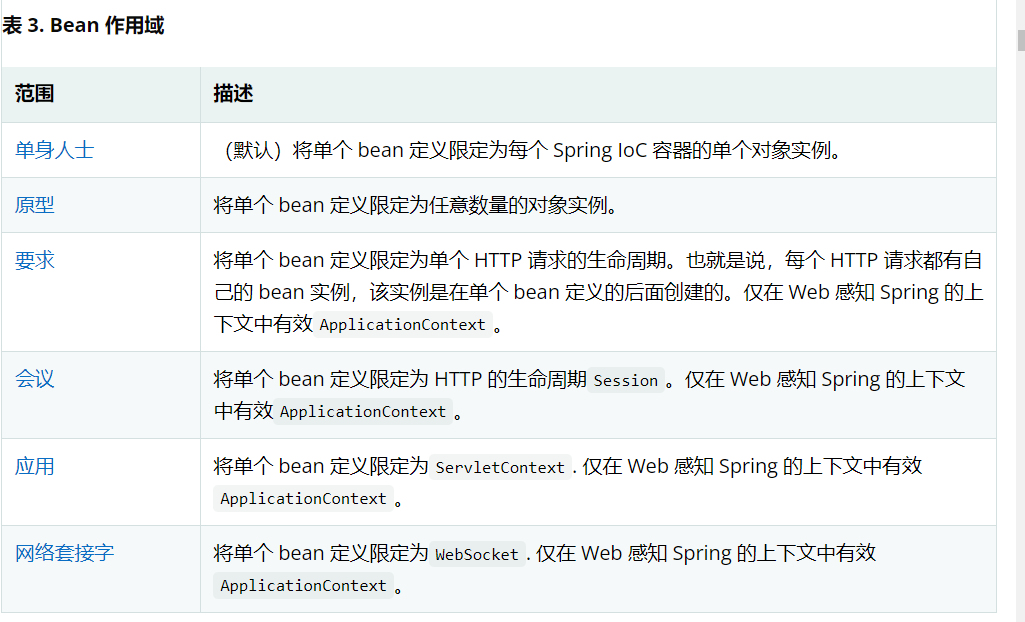 表 3. Bean 作用域
范围 描述
单身人士 （默认）将单个 bean 定义限定为每个 Spring IoC 容器的单个对象实例。
原型 将单个 bean 定义限定为任意数量的对象实例。
要求 将单个 bean 定义限定为单个 HTTP 请求的生命周期。也就是说，每个 HTTP 请求都有自
己的 bean 实例，该实例是在单个 bean 定义的后面创建的。仅在 Web 感知 Spring 的上
下文中有效 ApplicationContext 。
会议 将单个 bean 定义限定为 HTTP 的生命周期 Session 。仅在 Web 感知 Spring 的上下文
中有效 ApplicationContext 。
应用 将单个 bean 定义限定为 ServletContext . 仅在 Web 感知 Spring 的上下文中有效
ApplicationContext 。
网络套接字 将单个 bean 定义限定为 WebSocket . 仅在 Web 感知 Spring 的上下文中有效
ApplicationContext 。